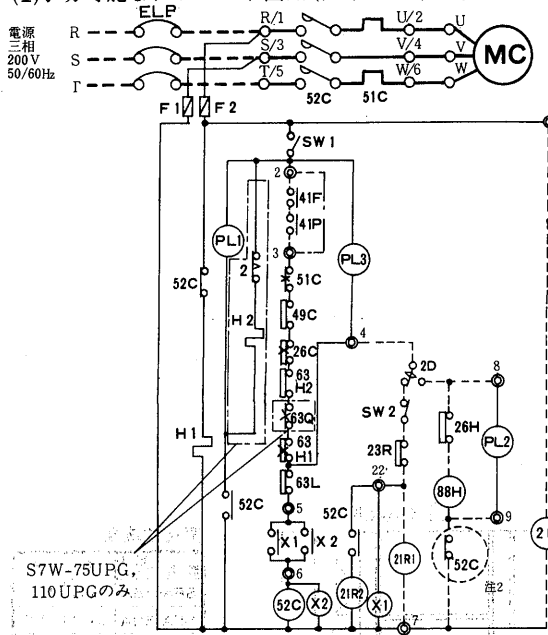 ELB
電源
三相
200V
50/60Hz
R
S
T
R/1
S/3
T/5
52C
51C
U/2
V/4
W/6
U
V
W
MC
F1
F2
SW1
2
41F
41P
3
PL1
PL3
2
52C
51C
49C
H2
26C
4
63
H2
2D
8
63Q
SW2
26H
PL2
H1
63
H1
23R
63L
22
88H
9
52C
5
52C
52C
注2
X1
X2
21R2
X1
21R1
6
52C
X2
7
S7W-75UPG,
110UPGのみ